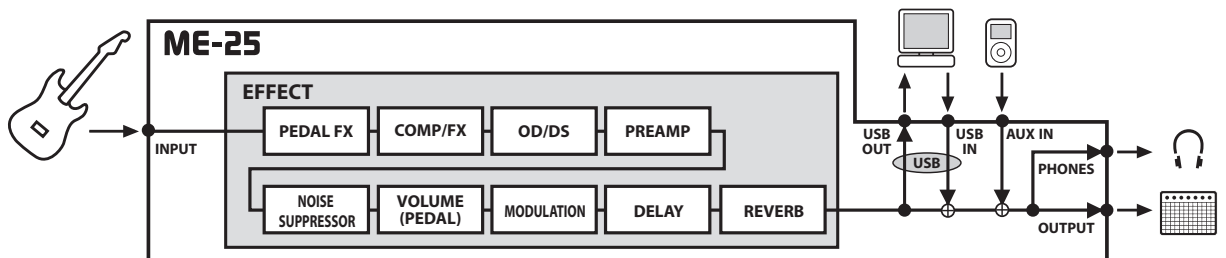 ME-25
EFFECT
PEDAL FX
COMP/FX
OD/DS
PREAMP
INPUT
USB
OUT
USB
IN
AUX IN
USB
PHONES
NOISE
SUPPRESSOR
VOLUME
(PEDAL)
MODULATION
DELAY
REVERB
OUTPUT